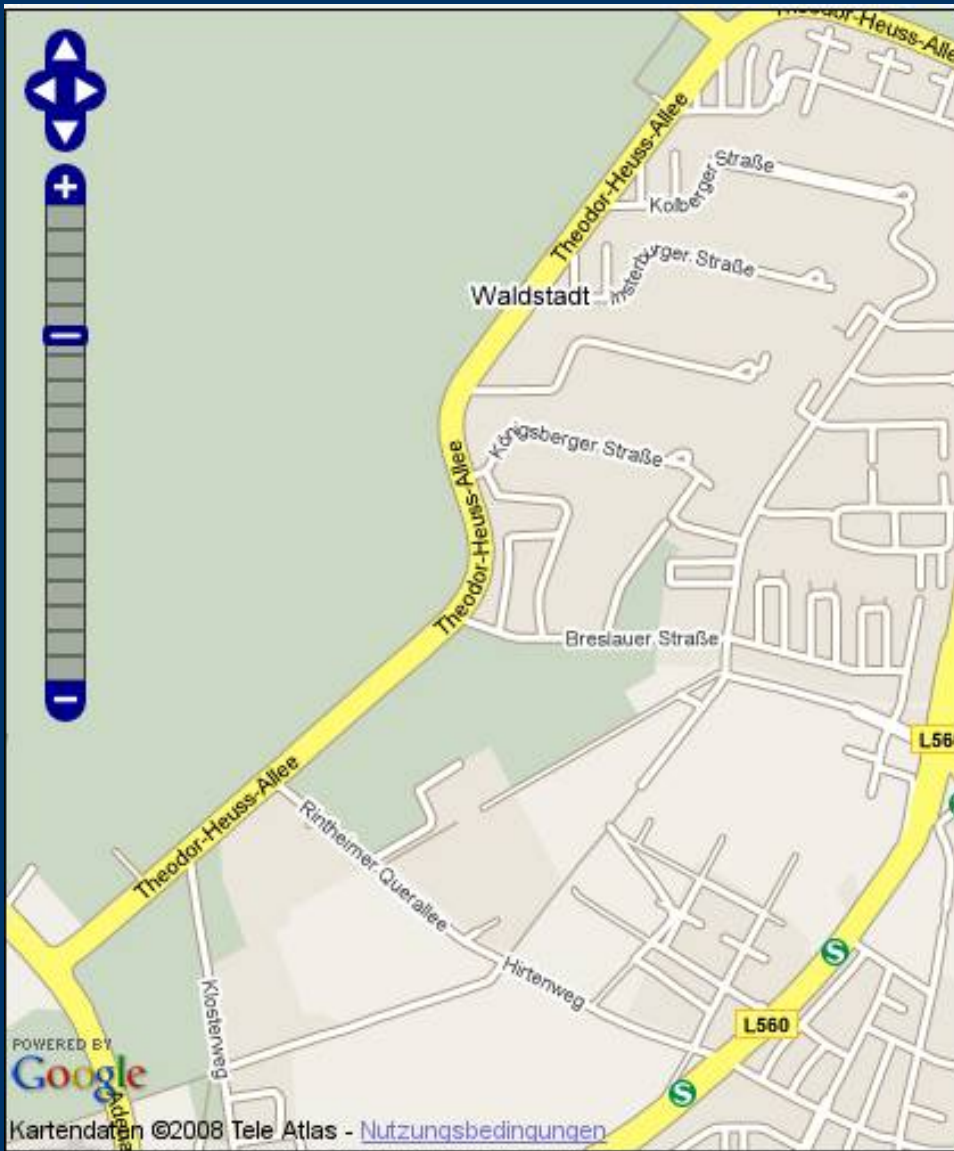 Theodor-Heuss-Allee
Theodor-Heuss-Allee
Kolberger Straße
Waldstadt
Straße
Königsberger Straße
Theodor-Heuss-Allee
Breslauer Straße
L560
Theodor-Heuss-Allee
Rintheimer Querallee
S
Hirtenweg
Klosterweg
L560
POWERED BY
Google
S
Kartendaten ©2008 Tele Atlas - Nutzungsbedingungen